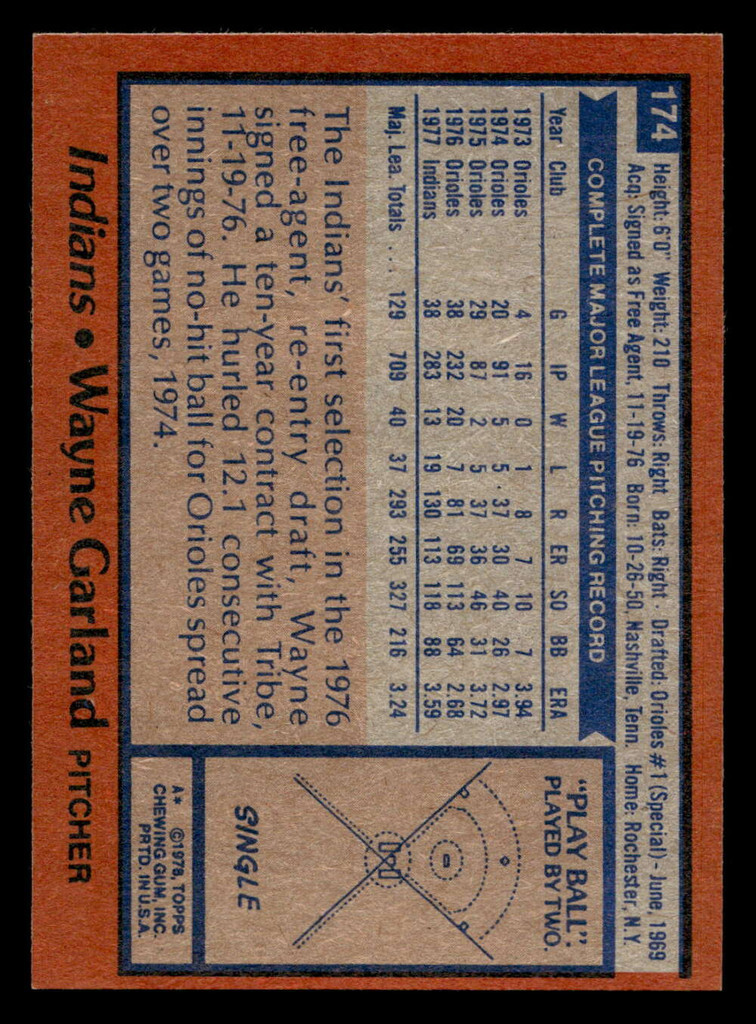 174
Height: 6'0" Weight: 210 Throws: Right Bats: Right · Drafted: Orioles #1 (Special) - June, 1969
Acq: Signed as Free Agent, 11-19-76 Born: 10-26-50, Nashville, Tenn. Home: Rochester, N.Y.
COMPLETE MAJOR LEAGUE PITCHING RECORD
Year Club G IP W L R ER SO BB ERA
1973 Orioles 4 16 0 1 8 7 10 7 3.94
1974 Orioles 20 91 5 5 · 37 30 40 26 2.97
1975 Orioles 29 87 2 5 37 36 46 31 3.72
1976 Orioles 38 232 20 7 81 69 113 64 2.68
1977 Indians 38 283 13 19 130 113 118 88 3.59
Maj. Lea. Totals . . . 129 709 40 37 293 255 327 216 3.24
The Indians' first selection in the 1976
free-agent, re-entry draft, Wayne
signed a ten-year contract with Tribe,
11-19-76. He hurled 12.1 consecutive
innings of no-hit ball for Orioles spread
over two games, 1974.
"PLAY BALL":
PLAYED BY TWO.
SINGLE
A* ©1978, TOPPS
CHEWING GUM, INC.
PRTD. IN U.S.A.
Indians • Wayne Garland PITCHER